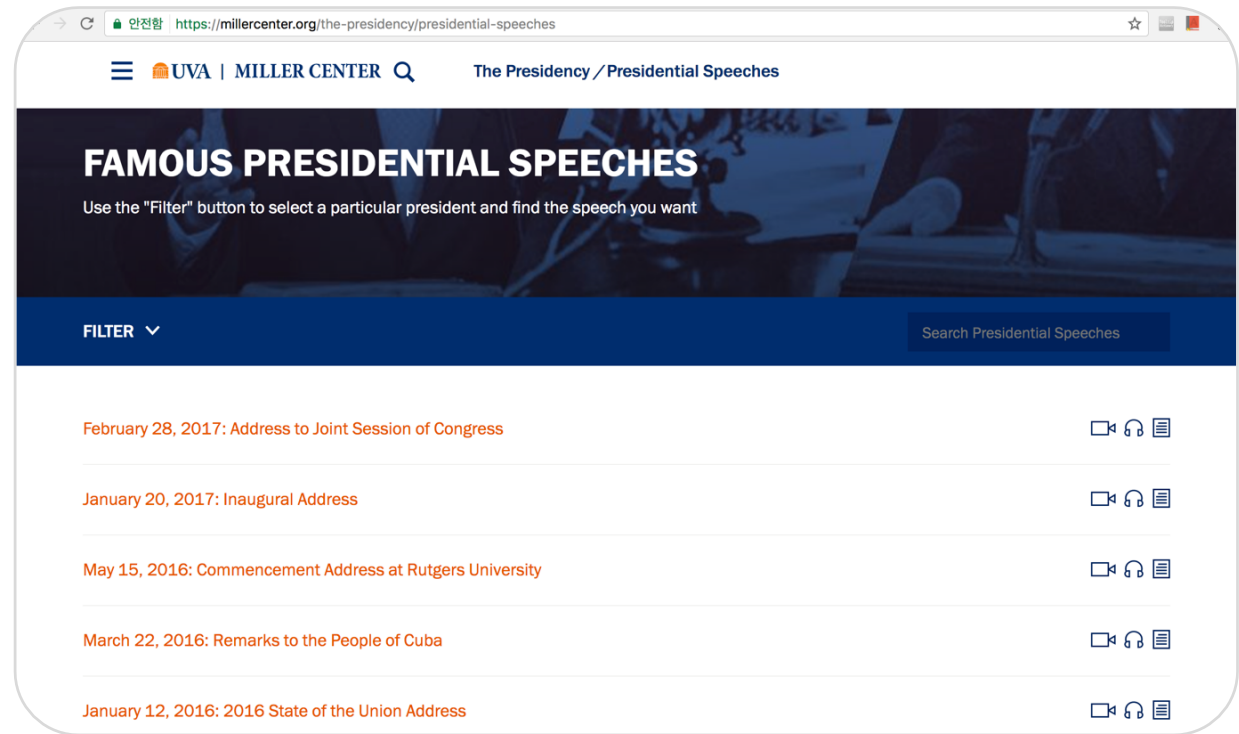 안전함 https://millercenter.org/the-presidency/presidential-speeches
UVA | MILLER CENTER The Presidency / Presidential Speeches
FAMOUS PRESIDENTIAL SPEECHES
Use the "Filter" button to select a particular president and find the speech you want
FILTER Search Presidential Speeches
February 28, 2017: Address to Joint Session of Congress
January 20, 2017: Inaugural Address
May 15, 2016: Commencement Address at Rutgers University
March 22, 2016: Remarks to the People of Cuba
January 12, 2016: 2016 State of the Union Address